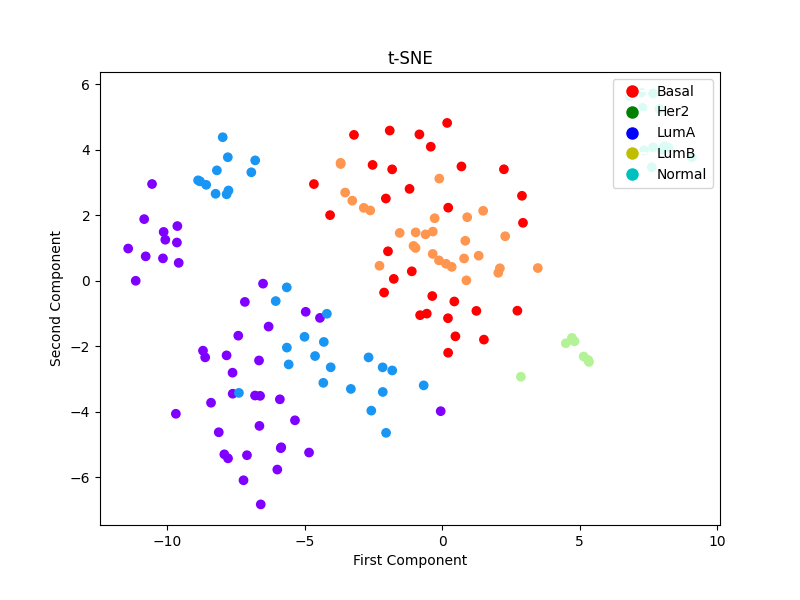 t-SNE
6
4
2
0
−2
−4
−6
Second Component
−10
−5
0
5
10
First Component
Basal
Her2
LumA
LumB
Normal